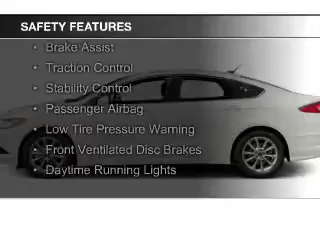 SAFETY FEATURES
• Brake Assist
• Traction Control
• Stability Control
• Passenger Airbag
• Low Tire Pressure Warning
• Front Ventilated Disc Brakes
• Daytime Running Lights